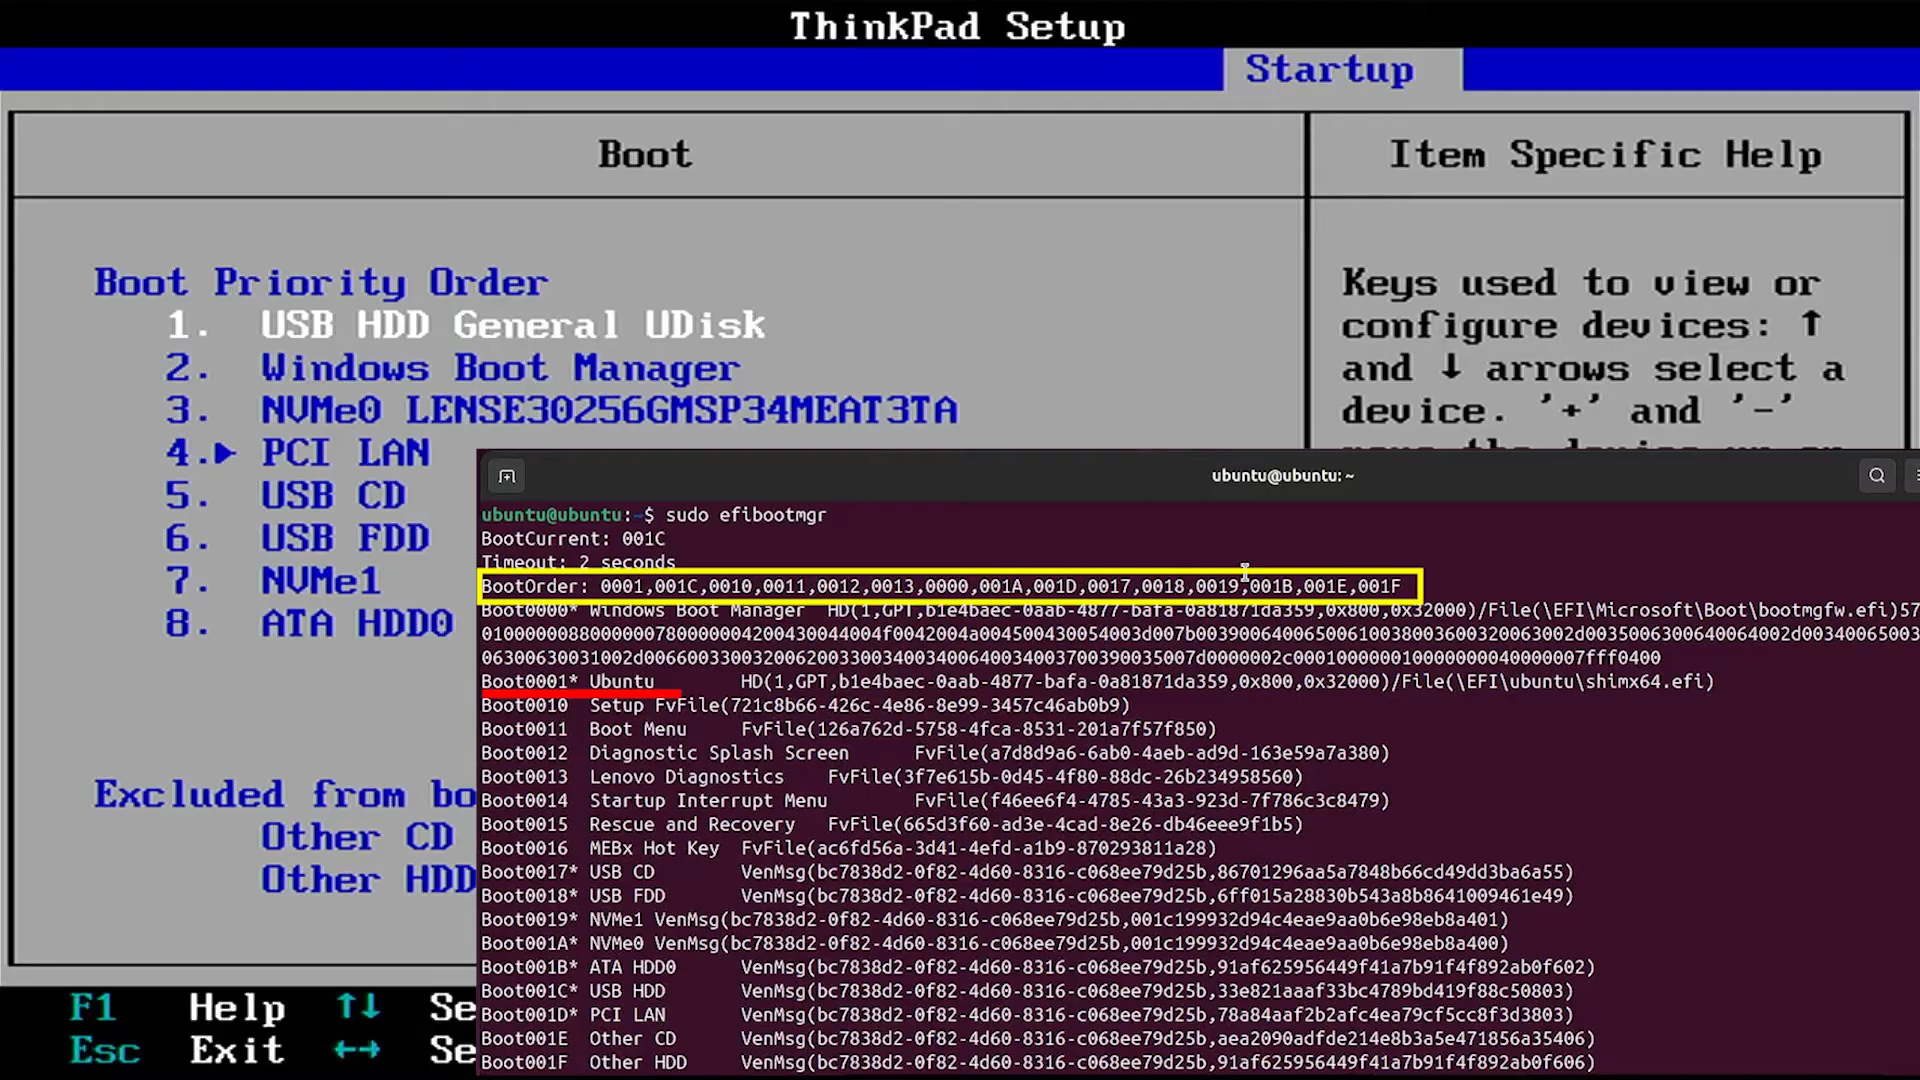 ThinkPad Setup
Startup
Boot
Item Specific Help
Boot Priority Order
1. USB HDD General UDisk
2. Windows Boot Manager
3. NVMe0 LENSE30256GMSP34MEAT3TA
4. PCI LAN
5. USB CD
6. USB FDD
7. NVMe1
8. ATA HDD0
Excluded from bo
Other CD
Other HDD
Keys used to view or
configure devices: ↑
and ↓ arrows select a
device. '+' and '-'
F1 Help ↑↓ Se
Esc Exit ←→ Se
ubuntu@ubuntu: ~
ubuntu@ubuntu:~$ sudo efibootmgr
BootCurrent: 001C
Timeout: 2 seconds
BootOrder: 0001,001C,0010,0011,0012,0013,0000,001A,001D,0017,0018,0019,001B,001E,001F
Boot0000* Windows Boot Manager HD(1,GPT,b1e4baec-0aab-4877-bafa-0a81871da359,0x800,0x32000)/File(\EFI\Microsoft\Boot\bootmgfw.efi)57
0100000088000000780000004200430044004f0042004a004500430054003d007b00390064006500610038003600320063002d00350063006400640064002d00340065003
06300630031002d006600330032006200330034003400640034003700390035007d0000002c000100000010000000040000007fff0400
Boot0001* Ubuntu HD(1,GPT,b1e4baec-0aab-4877-bafa-0a81871da359,0x800,0x32000)/File(\EFI\ubuntu\shimx64.efi)
Boot0010 Setup FvFile(721c8b66-426c-4e86-8e99-3457c46ab0b9)
Boot0011 Boot Menu FvFile(126a762d-5758-4fca-8531-201a7f57f850)
Boot0012 Diagnostic Splash Screen FvFile(a7d8d9a6-6ab0-4aeb-ad9d-163e59a7a380)
Boot0013 Lenovo Diagnostics FvFile(3f7e615b-0d45-4f80-88dc-26b234958560)
Boot0014 Startup Interrupt Menu FvFile(f46ee6f4-4785-43a3-923d-7f786c3c8479)
Boot0015 Rescue and Recovery FvFile(665d3f60-ad3e-4cad-8e26-db46eee9f1b5)
Boot0016 MEBx Hot Key FvFile(ac6fd56a-3d41-4efd-a1b9-870293811a28)
Boot0017* USB CD VenMsg(bc7838d2-0f82-4d60-8316-c068ee79d25b,86701296aa5a7848b66cd49dd3ba6a55)
Boot0018* USB FDD VenMsg(bc7838d2-0f82-4d60-8316-c068ee79d25b,6ff015a28830b543a8b8641009461e49)
Boot0019* NVMe1 VenMsg(bc7838d2-0f82-4d60-8316-c068ee79d25b,001c199932d94c4eae9aa0b6e98eb8a401)
Boot001A* NVMe0 VenMsg(bc7838d2-0f82-4d60-8316-c068ee79d25b,001c199932d94c4eae9aa0b6e98eb8a400)
Boot001B* ATA HDD0 VenMsg(bc7838d2-0f82-4d60-8316-c068ee79d25b,91af625956449f41a7b91f4f892ab0f602)
Boot001C* USB HDD VenMsg(bc7838d2-0f82-4d60-8316-c068ee79d25b,33e821aaaf33bc4789bd419f88c50803)
Boot001D* PCI LAN VenMsg(bc7838d2-0f82-4d60-8316-c068ee79d25b,78a84aaf2b2afc4ea79cf5cc8f3d3803)
Boot001E Other CD VenMsg(bc7838d2-0f82-4d60-8316-c068ee79d25b,aea2090adfde214e8b3a5e471856a35406)
Boot001F Other HDD VenMsg(bc7838d2-0f82-4d60-8316-c068ee79d25b,91af625956449f41a7b91f4f892ab0f606)